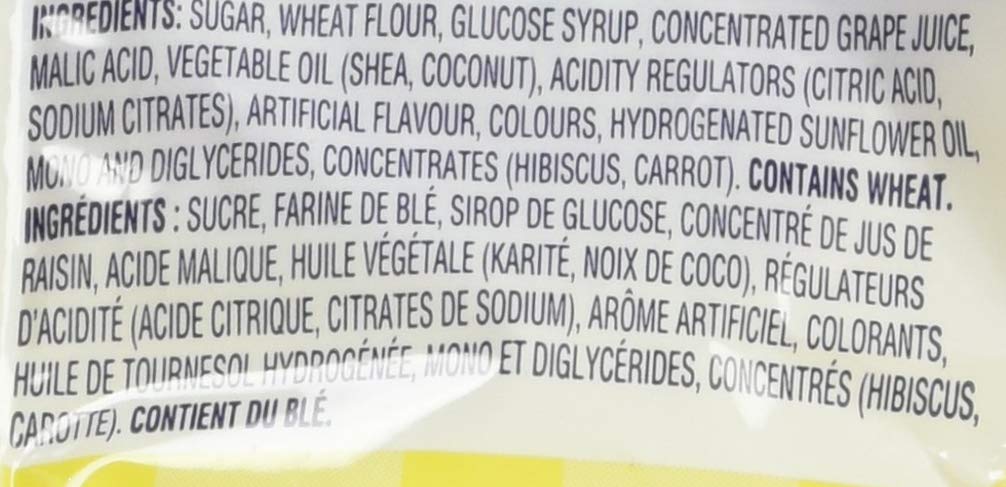 INGREDIENTS: SUGAR, WHEAT FLOUR, GLUCOSE SYRUP, CONCENTRATED GRAPE JUICE,
MALIC ACID, VEGETABLE OIL (SHEA, COCONUT), ACIDITY REGULATORS (CITRIC ACID,
SODIUM CITRATES), ARTIFICIAL FLAVOUR, COLOURS, HYDROGENATED SUNFLOWER OIL,
MONO AND DIGLYCERIDES, CONCENTRATES (HIBISCUS, CARROT). CONTAINS WHEAT.
INGRÉDIENTS : SUCRE, FARINE DE BLÉ, SIROP DE GLUCOSE, CONCENTRÉ DE JUS DE
RAISIN, ACIDE MALIQUE, HUILE VÉGÉTALE (KARITÉ, NOIX DE COCO), RÉGULATEURS
D'ACIDITÉ (ACIDE CITRIQUE, CITRATES DE SODIUM), ARÔME ARTIFICIEL, COLORANTS,
HUILE DE TOURNESOL HYDROGÉNÉE, MONO ET DIGLYCÉRIDES, CONCENTRÉS (HIBISCUS,
CAROTTE). CONTIENT DU BLÉ.